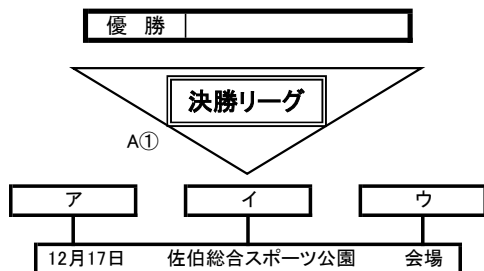 優 勝
決勝リーグ
A①
ア イ ウ
12月17日 佐伯総合スポーツ公園 会場